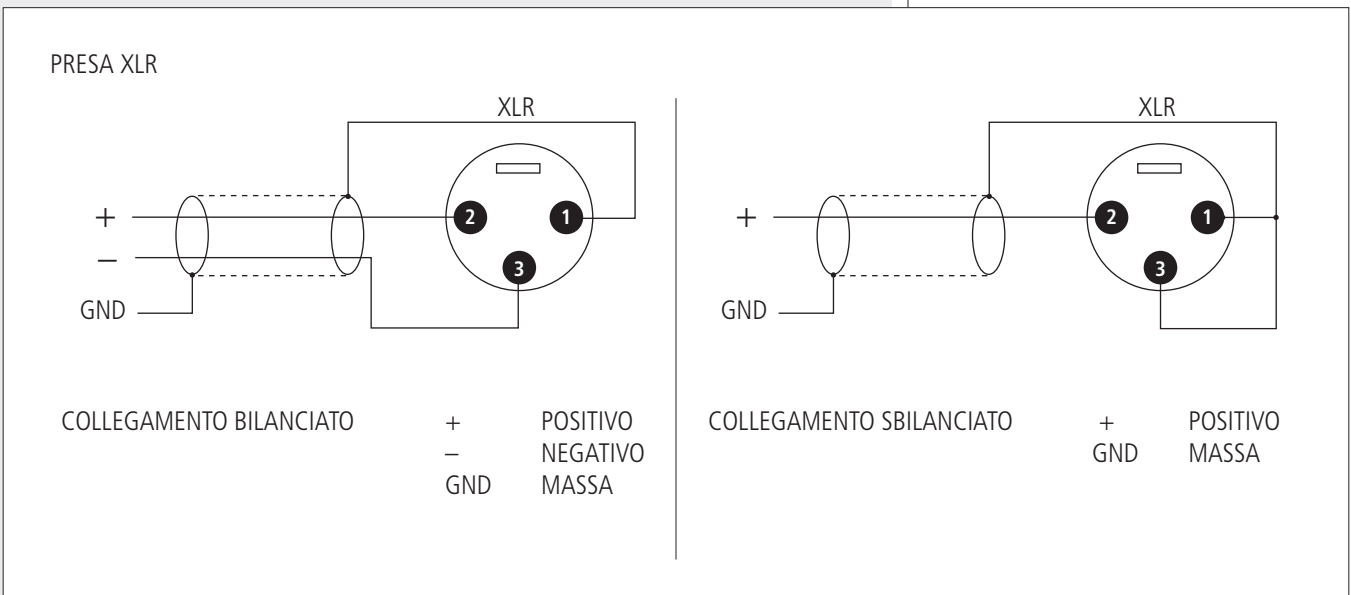 PRESA XLR
XLR
+
–
GND
2
1
3
COLLEGAMENTO BILANCIATO + POSITIVO
– NEGATIVO
GND MASSA
XLR
+
GND
2
1
3
COLLEGAMENTO SBILANCIATO + POSITIVO
GND MASSA